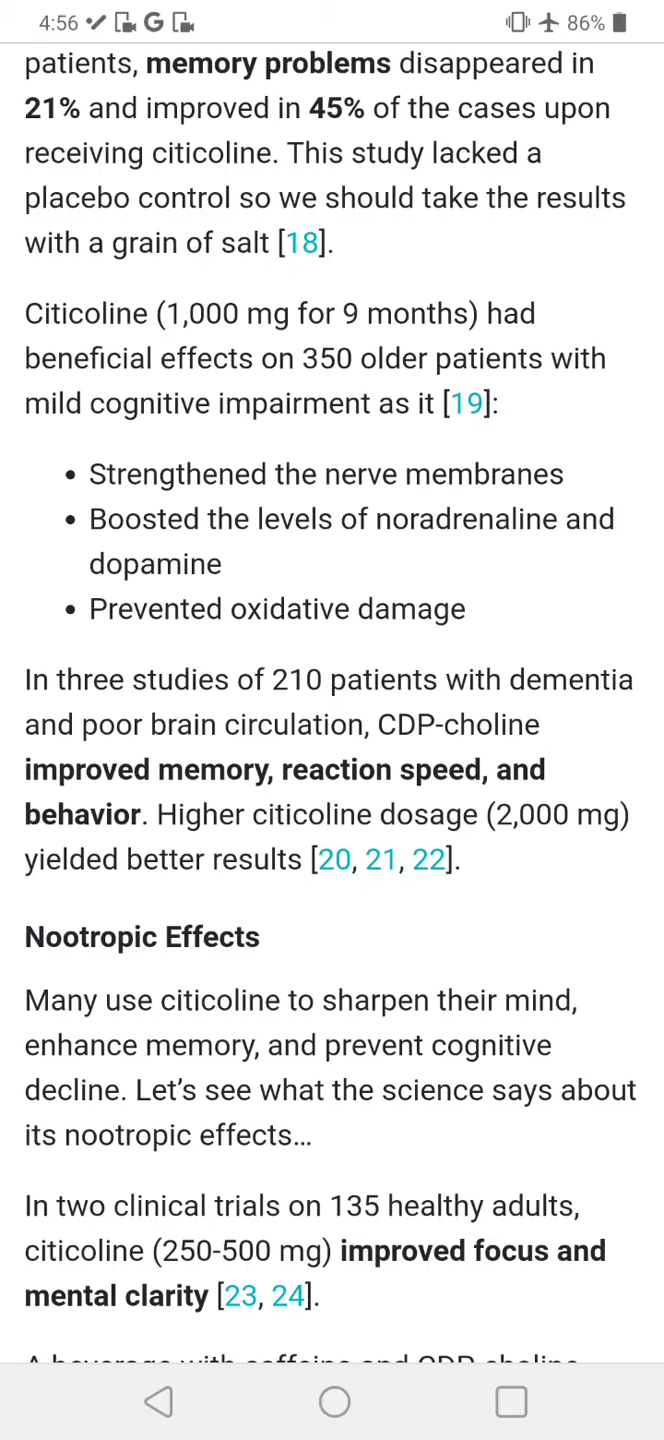 4:56
86%
patients, memory problems disappeared in
21% and improved in 45% of the cases upon
receiving citicoline. This study lacked a
placebo control so we should take the results
with a grain of salt [18].
Citicoline (1,000 mg for 9 months) had
beneficial effects on 350 older patients with
mild cognitive impairment as it [19]:
• Strengthened the nerve membranes
• Boosted the levels of noradrenaline and
dopamine
• Prevented oxidative damage
In three studies of 210 patients with dementia
and poor brain circulation, CDP-choline
improved memory, reaction speed, and
behavior. Higher citicoline dosage (2,000 mg)
yielded better results [20, 21, 22].
Nootropic Effects
Many use citicoline to sharpen their mind,
enhance memory, and prevent cognitive
decline. Let’s see what the science says about
its nootropic effects…
In two clinical trials on 135 healthy adults,
citicoline (250-500 mg) improved focus and
mental clarity [23, 24].
A beverage with caffeine and CDP-choline